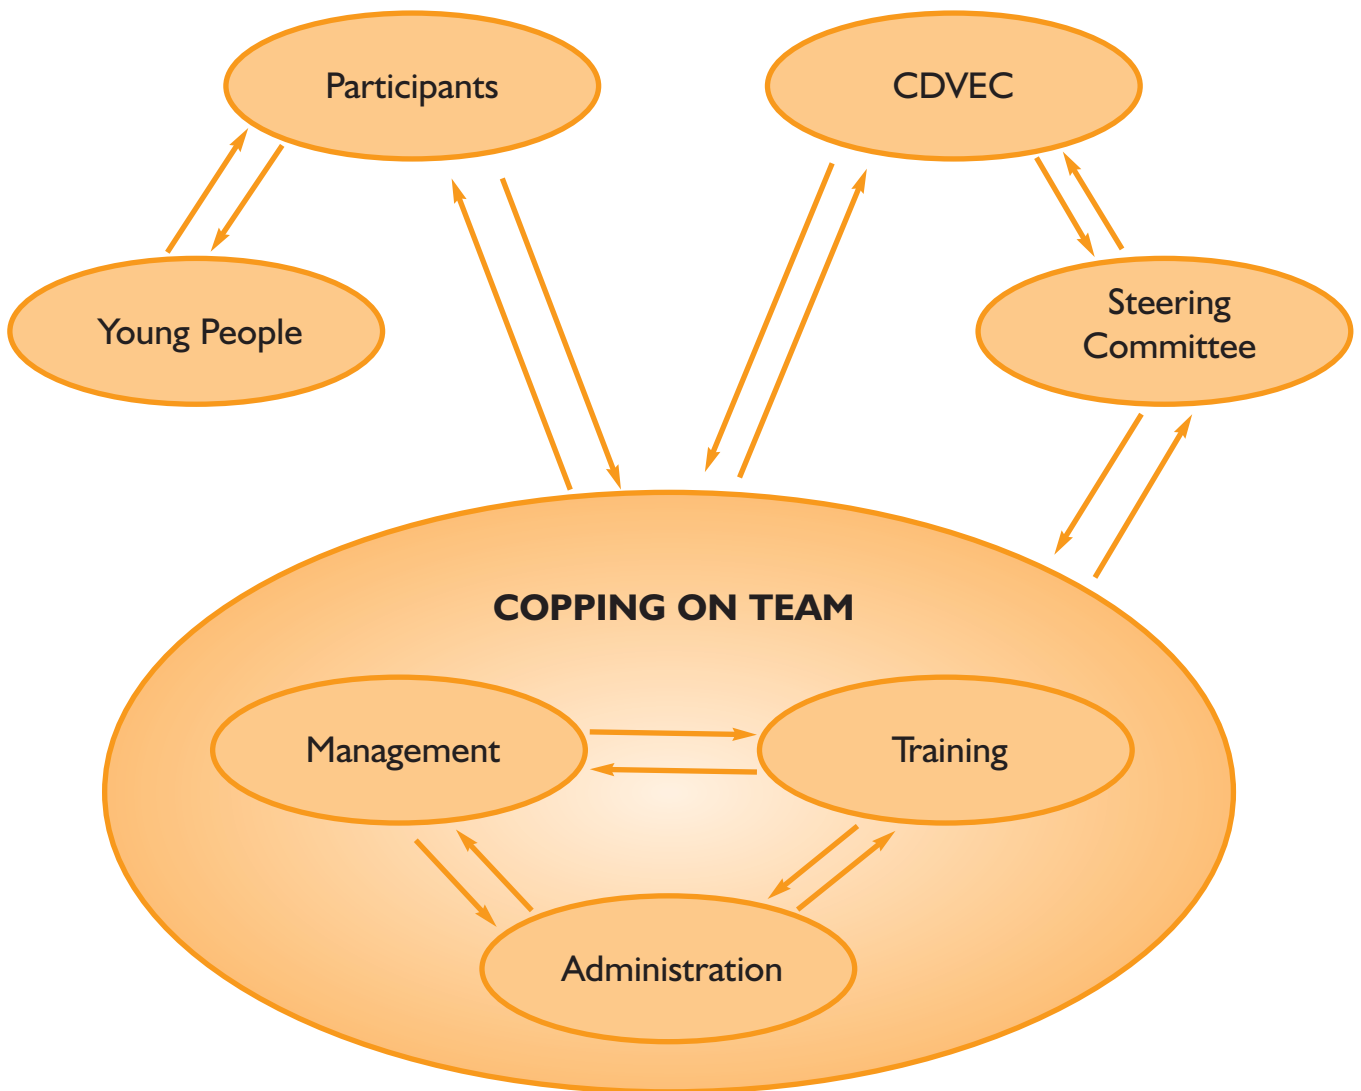 Participants
CDVEC
Young People
Steering
Committee
COPPING ON TEAM
Management
Training
Administration